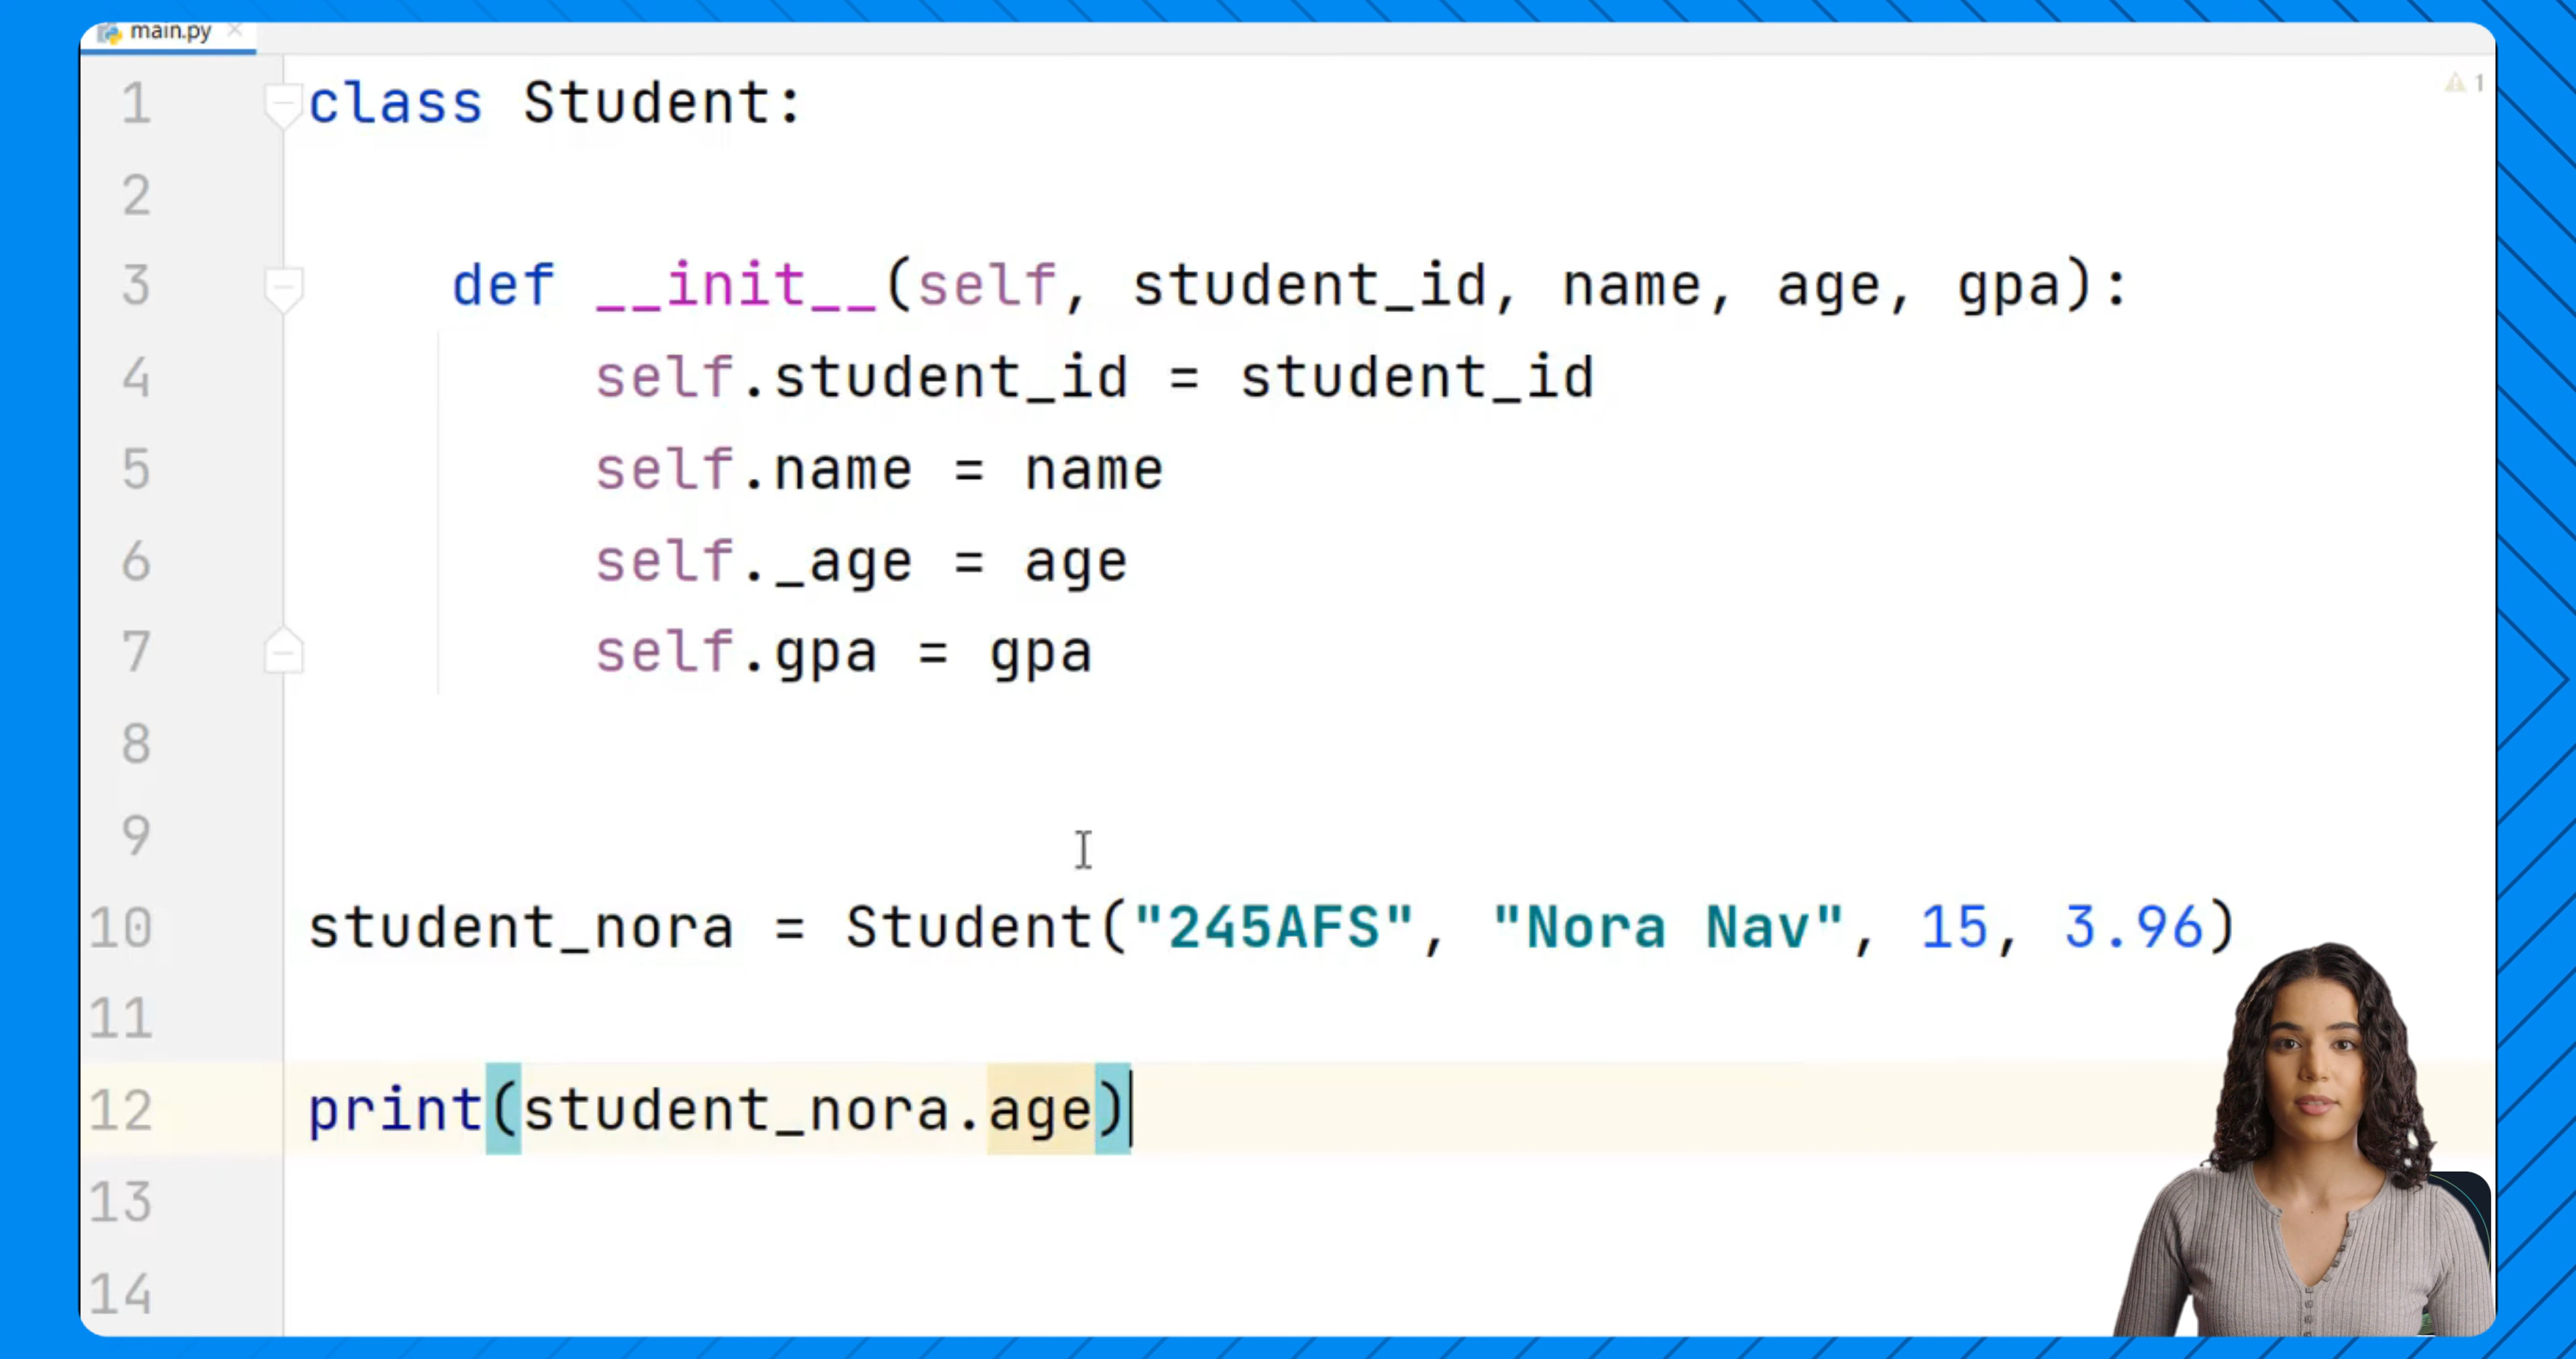 main.py
1
1 class Student:
2
3 def __init__(self, student_id, name, age, gpa):
4 self.student_id = student_id
5 self.name = name
6 self._age = age
7 self.gpa = gpa
8
9
10 student_nora = Student("245AFS", "Nora Nav", 15, 3.96)
11
12 print(student_nora.age)
13
14